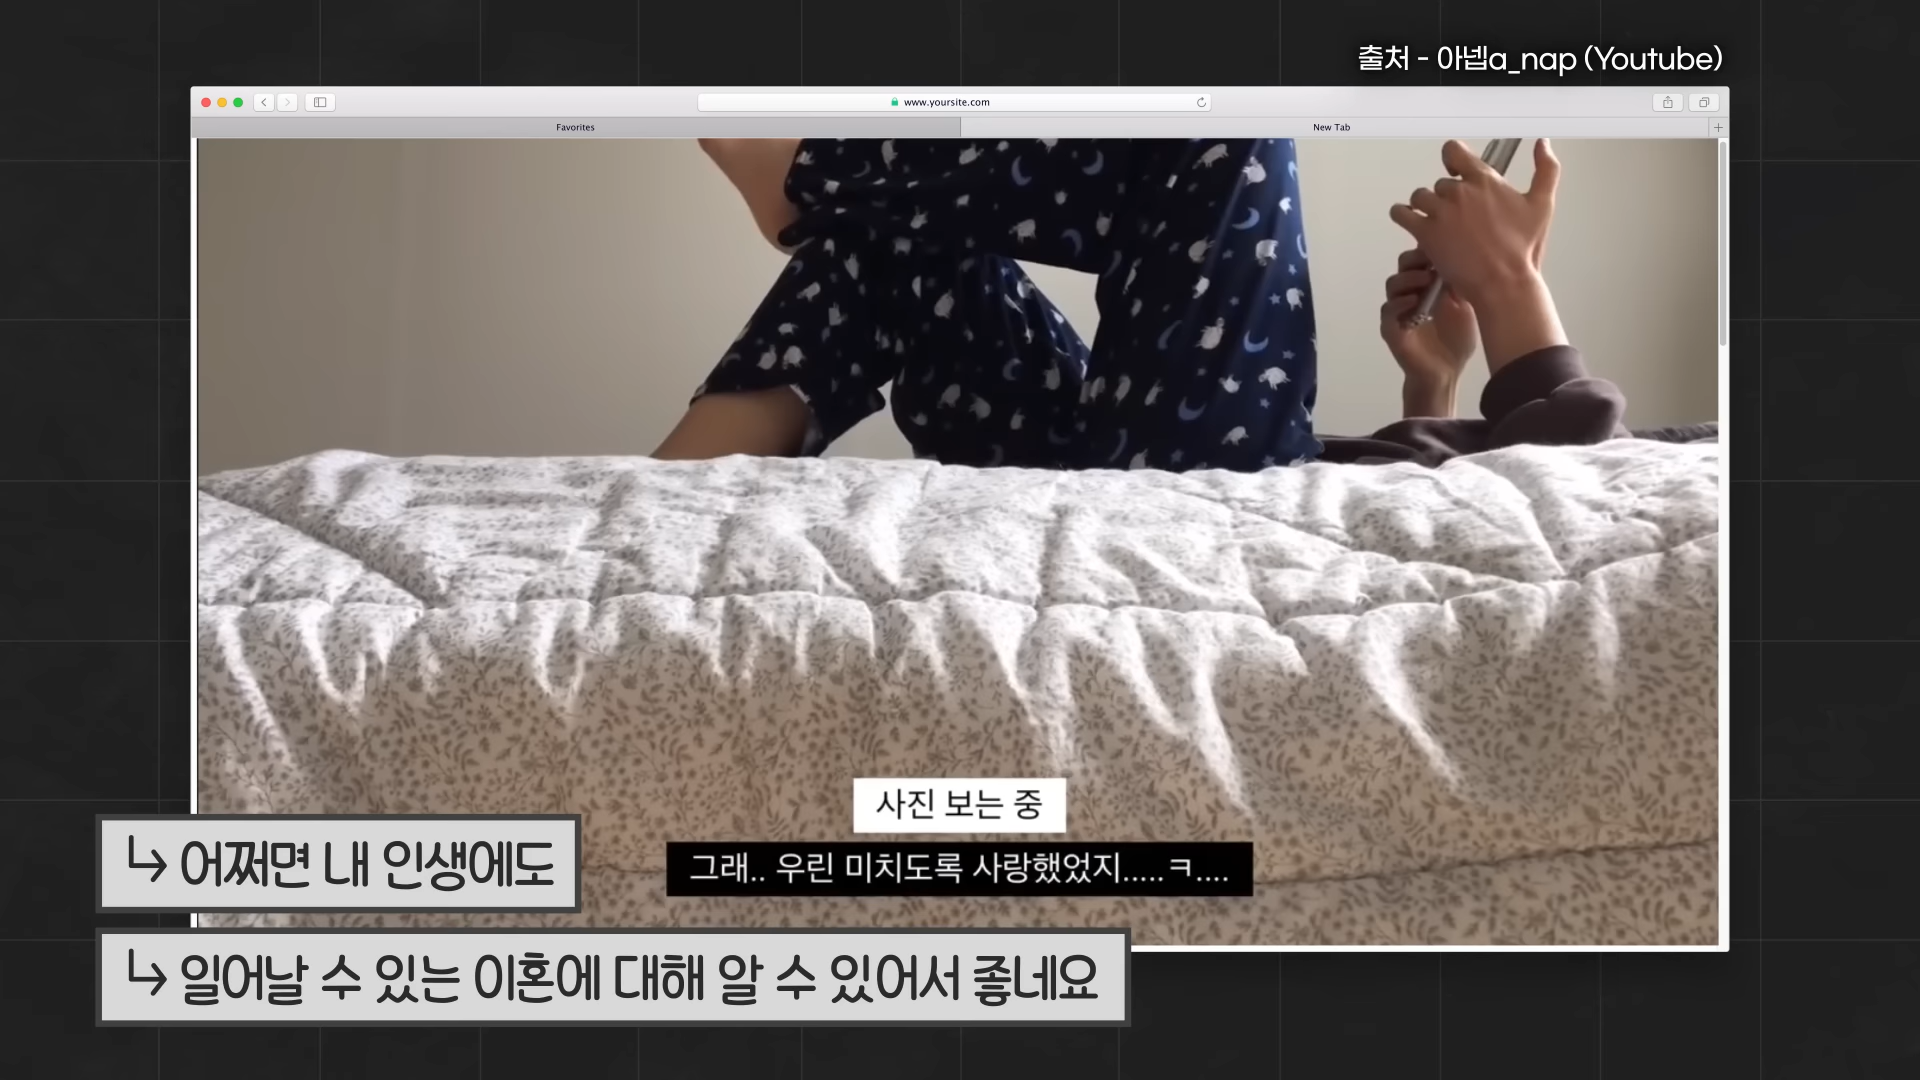 출처 - 아넵a_nap (Youtube)
www.yoursite.com
Favorites
New Tab
사진 보는 중
그래.. 우린 미치도록 사랑했었지.....ㅋ....
↳ 어쩌면 내 인생에도
↳ 일어날 수 있는 이혼에 대해 알 수 있어서 좋네요